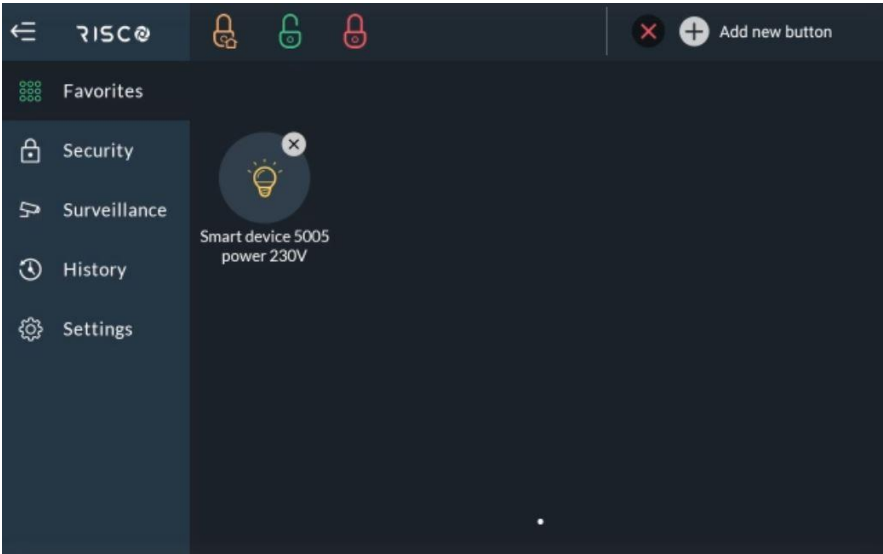 RISCO
Add new button
Favorites
Security
Surveillance
History
Settings
Smart device 5005
power 230V